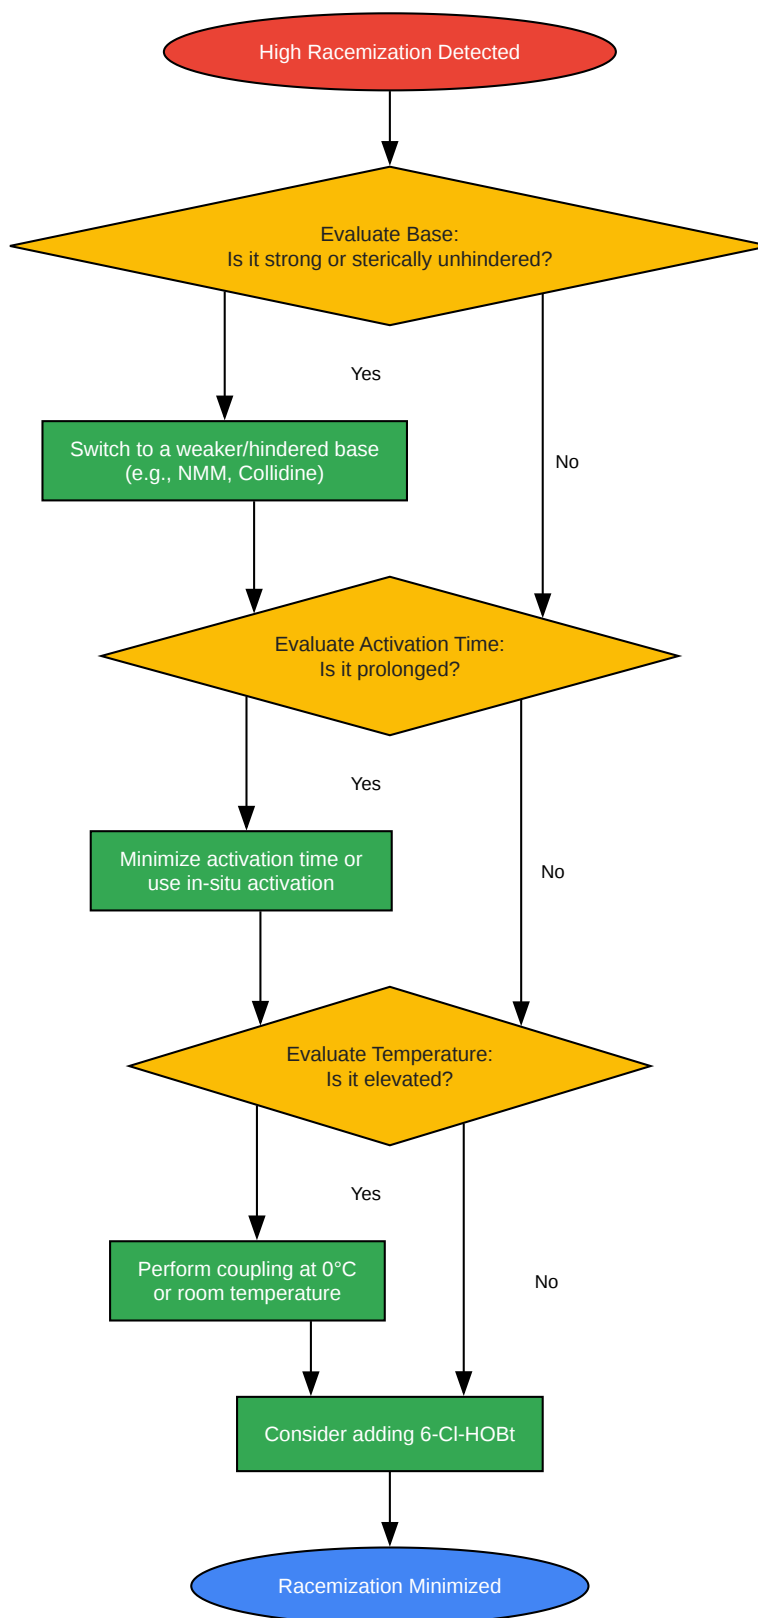 High Racemization Detected
Evaluate Base:
Is it strong or sterically unhindered?
Yes
Switch to a weaker/hindered base
(e.g., NMM, Collidine)
No
Evaluate Activation Time:
Is it prolonged?
Yes
Minimize activation time or
use in-situ activation
No
Evaluate Temperature:
Is it elevated?
Yes
Perform coupling at 0°C
or room temperature
No
Consider adding 6-Cl-HOBt
Racemization Minimized